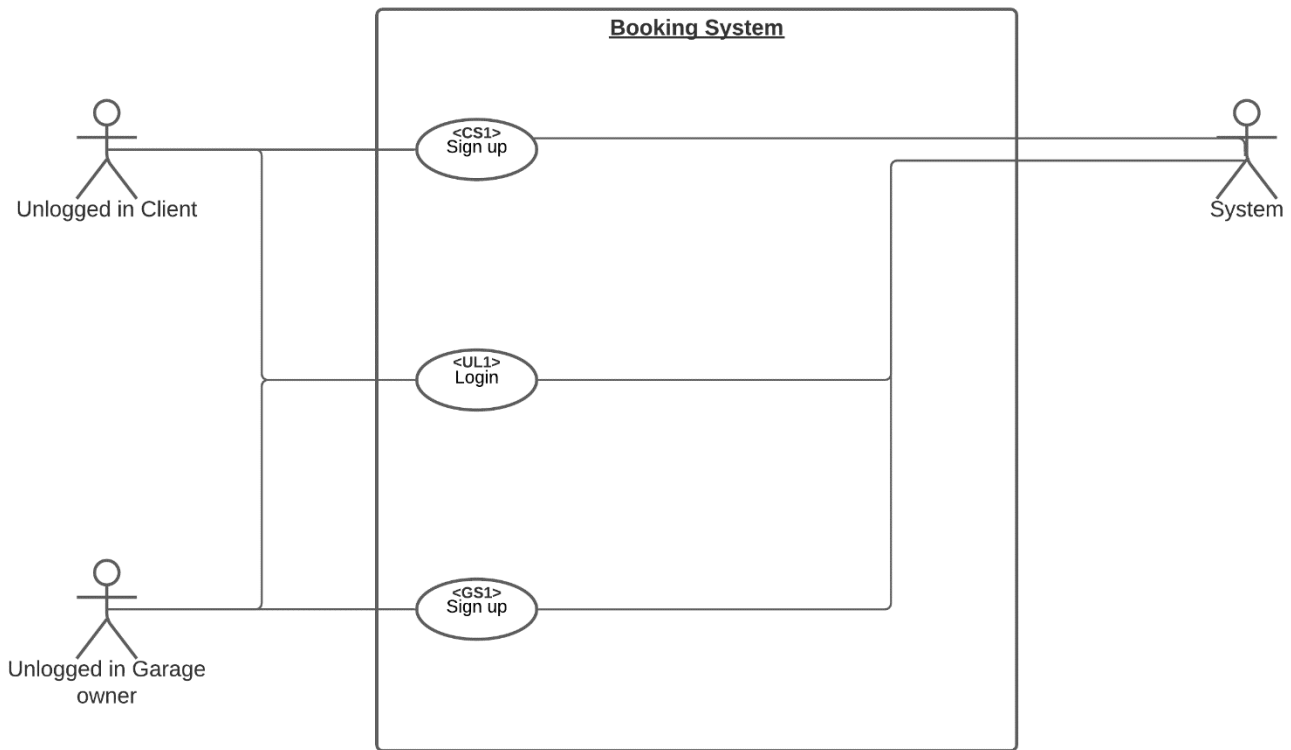 Booking System
<CS1>
Sign up
Unlogged in Client
System
<UL1>
Login
<GS1>
Sign up
Unlogged in Garage
owner